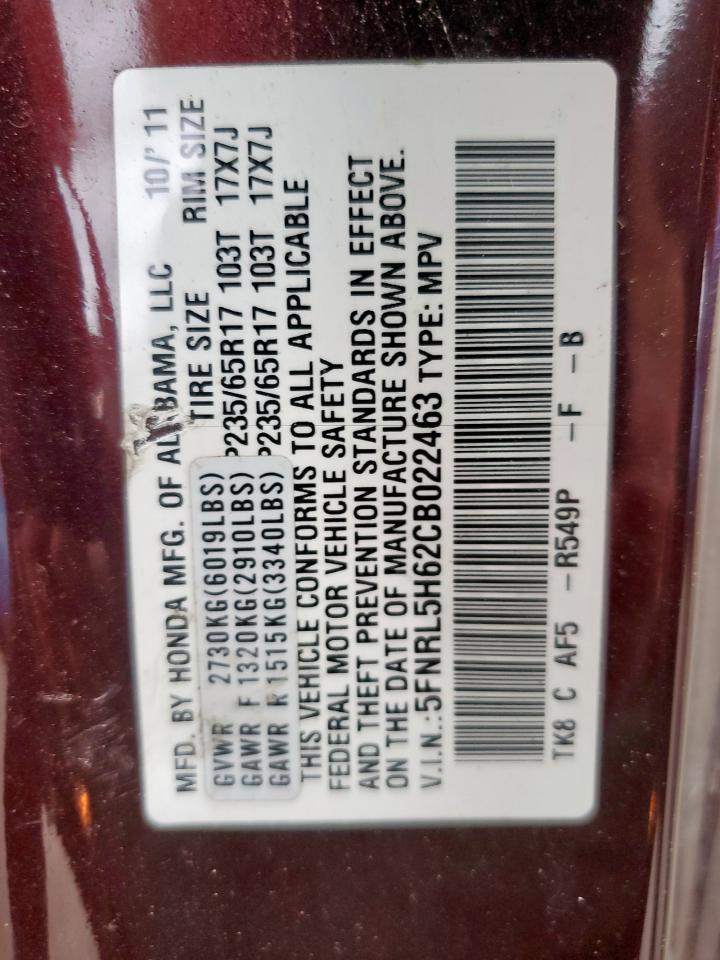 MFD. BY HONDA MFG. OF ALABAMA, LLC 10/'11
TIRE SIZE RIM SIZE
GVWR 2730KG(6019LBS)
GAWR F 1320KG(2910LBS) P235/65R17 103T 17X7J
GAWR R 1515KG(3340LBS) P235/65R17 103T 17X7J
THIS VEHICLE CONFORMS TO ALL APPLICABLE
FEDERAL MOTOR VEHICLE SAFETY
AND THEFT PREVENTION STANDARDS IN EFFECT
ON THE DATE OF MANUFACTURE SHOWN ABOVE.
V.I.N.:5FNRL5H62CB022463 TYPE: MPV
TK8 C AF5 -R549P -F -B